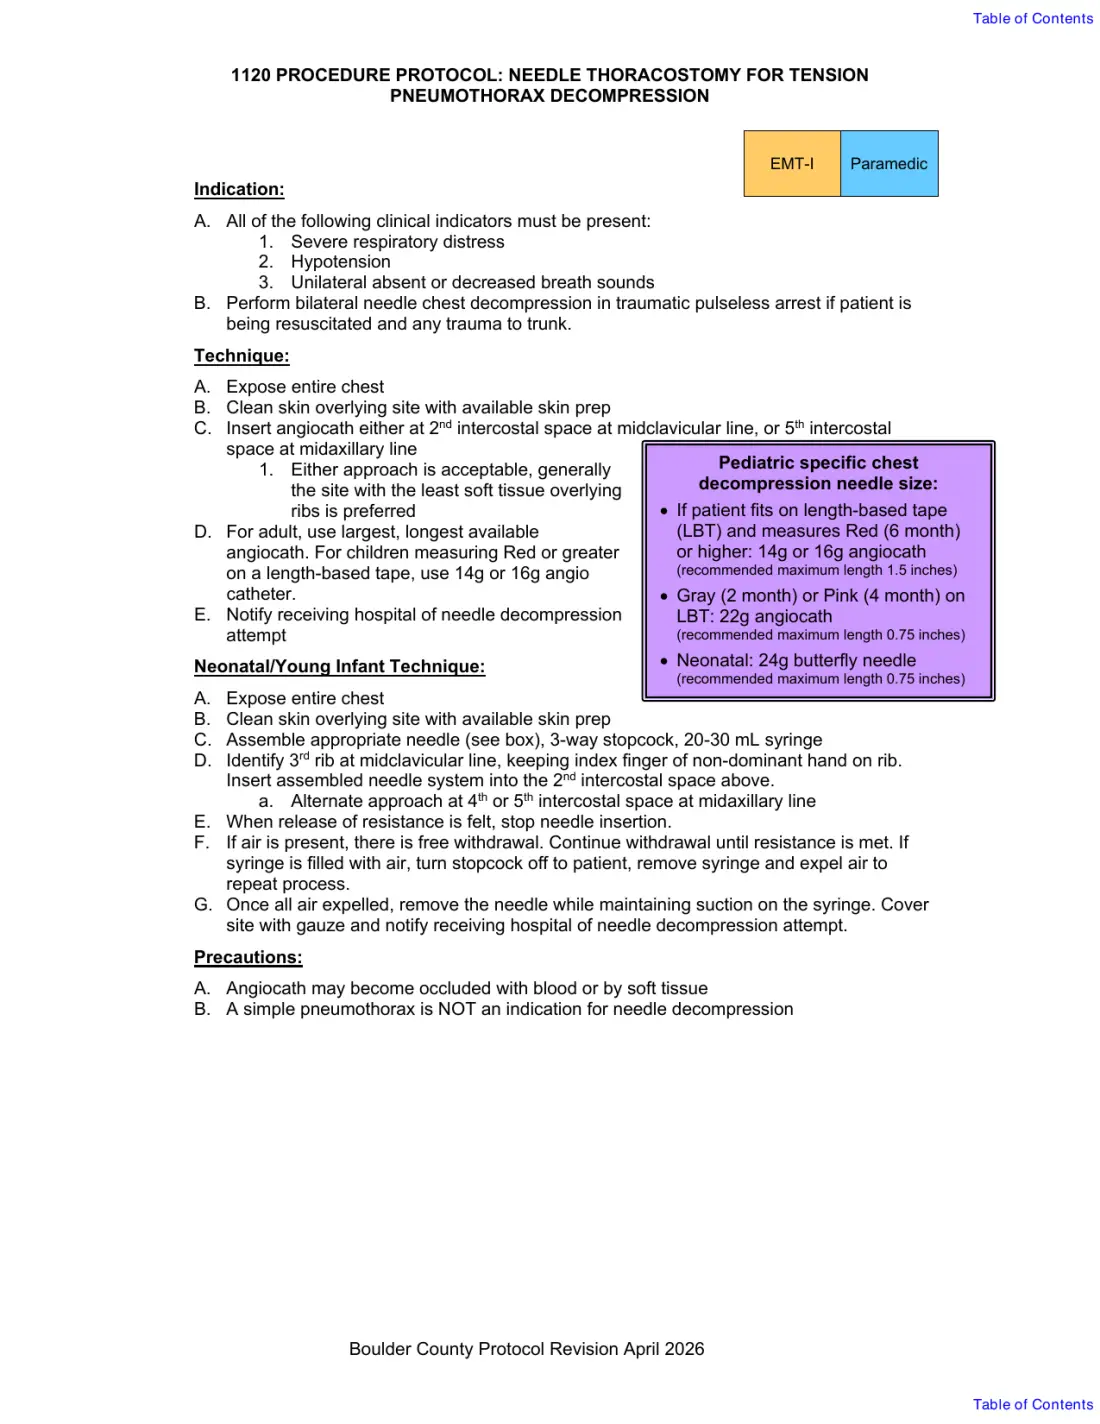 Table of Contents
1120 PROCEDURE PROTOCOL: NEEDLE THORACOSTOMY FOR TENSION
PNEUMOTHORAX DECOMPRESSION
EMT-I
Paramedic
Indication:
A. All of the following clinical indicators must be present:
1. Severe respiratory distress
2. Hypotension
3. Unilateral absent or decreased breath sounds
B. Perform bilateral needle chest decompression in traumatic pulseless arrest if patient is
being resuscitated and any trauma to trunk.
Technique:
A. Expose entire chest
B. Clean skin overlying site with available skin prep
C. Insert angiocath either at 2nd intercostal space at midclavicular line, or 5th intercostal
space at midaxillary line
1. Either approach is acceptable, generally
the site with the least soft tissue overlying
ribs is preferred
D. For adult, use largest, longest available
angiocath. For children measuring Red or greater
on a length-based tape, use 14g or 16g angio
catheter.
E. Notify receiving hospital of needle decompression
attempt
Pediatric specific chest
decompression needle size:
• If patient fits on length-based tape
(LBT) and measures Red (6 month)
or higher: 14g or 16g angiocath
(recommended maximum length 1.5 inches)
• Gray (2 month) or Pink (4 month) on
LBT: 22g angiocath
(recommended maximum length 0.75 inches)
• Neonatal: 24g butterfly needle
(recommended maximum length 0.75 inches)
Neonatal/Young Infant Technique:
A. Expose entire chest
B. Clean skin overlying site with available skin prep
C. Assemble appropriate needle (see box), 3-way stopcock, 20-30 mL syringe
D. Identify 3rd rib at midclavicular line, keeping index finger of non-dominant hand on rib.
Insert assembled needle system into the 2nd intercostal space above.
a. Alternate approach at 4th or 5th intercostal space at midaxillary line
E. When release of resistance is felt, stop needle insertion.
F. If air is present, there is free withdrawal. Continue withdrawal until resistance is met. If
syringe is filled with air, turn stopcock off to patient, remove syringe and expel air to
repeat process.
G. Once all air expelled, remove the needle while maintaining suction on the syringe. Cover
site with gauze and notify receiving hospital of needle decompression attempt.
Precautions:
A. Angiocath may become occluded with blood or by soft tissue
B. A simple pneumothorax is NOT an indication for needle decompression
Boulder County Protocol Revision April 2026
Table of Contents